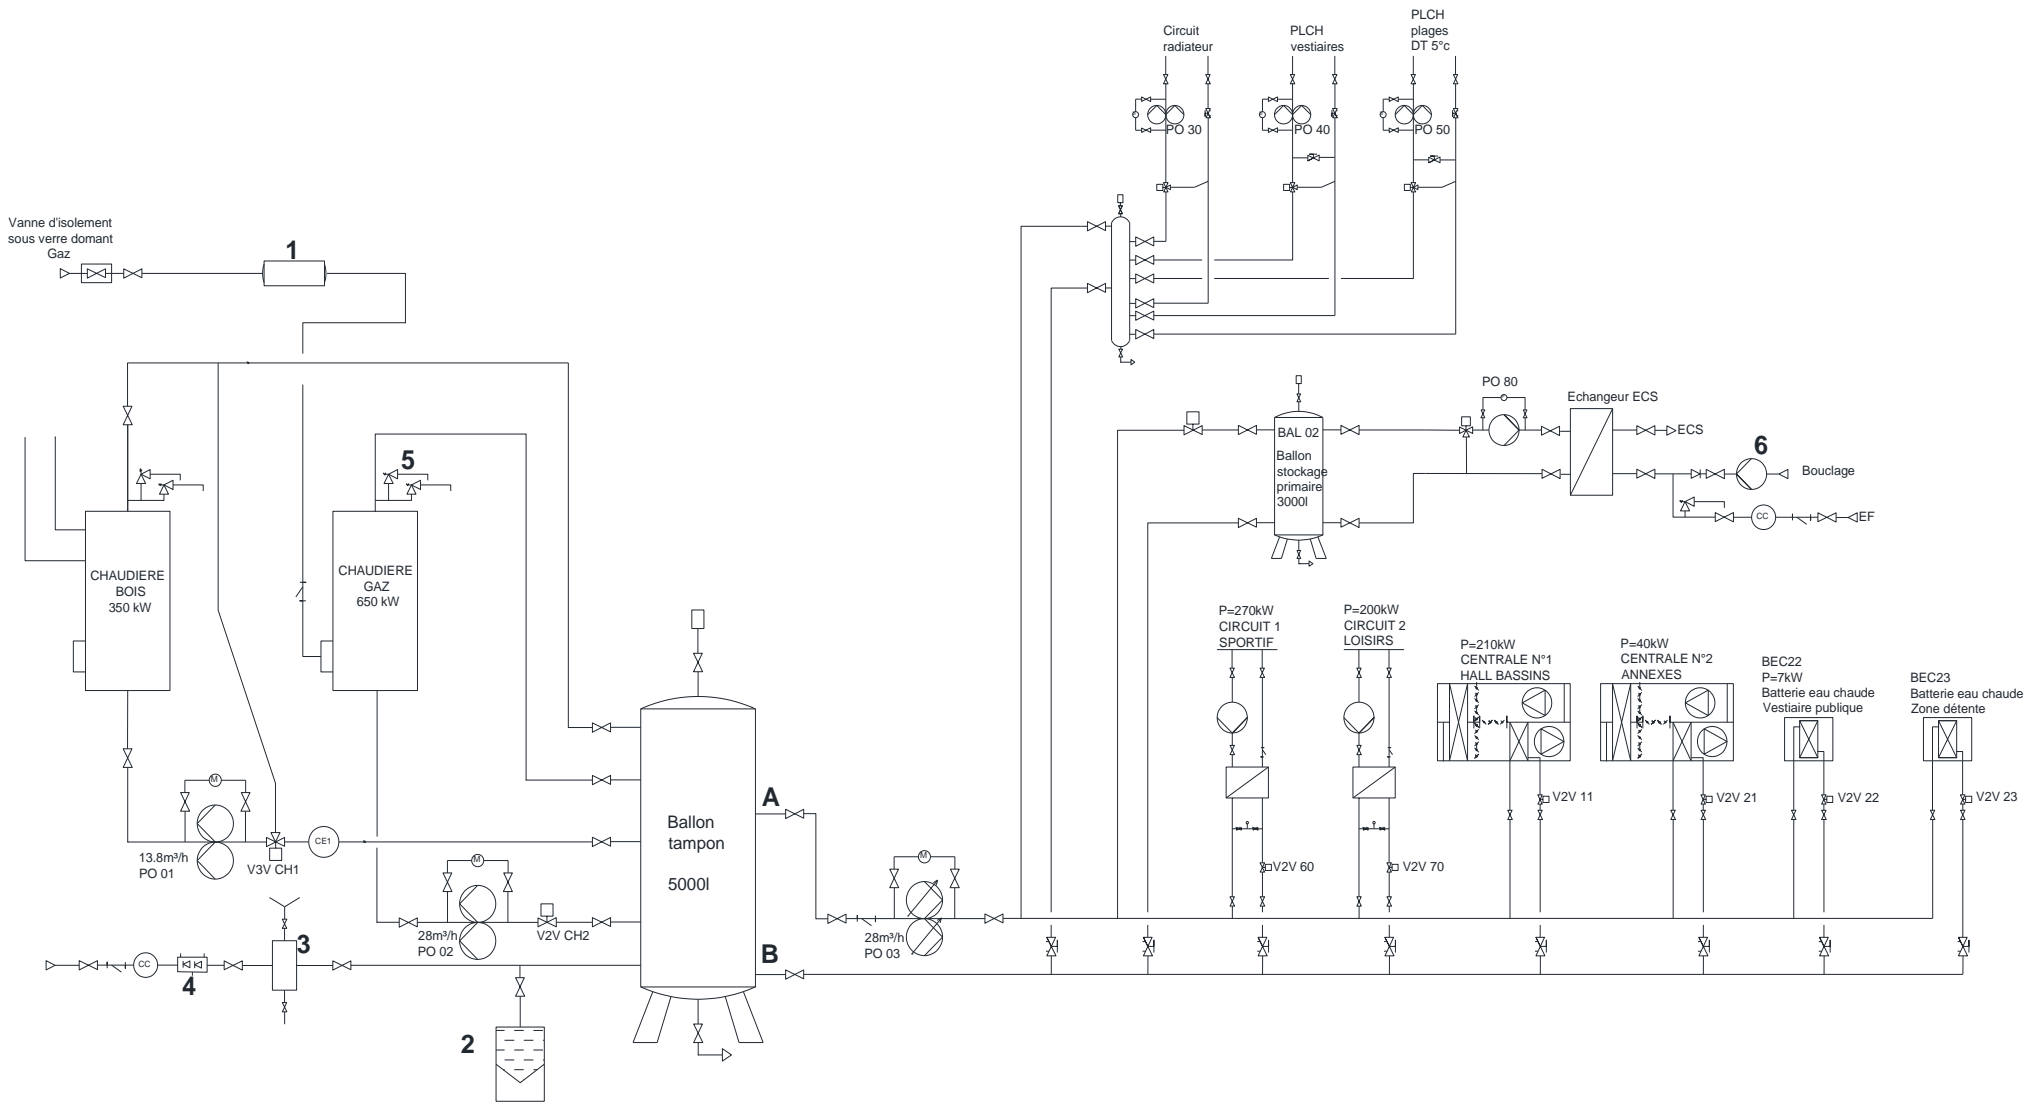 Circuit
radiateur
PLCH
vestiaires
PLCH
plages
DT 5°c
PO 30
PO 40
PO 50
Vanne d'isolement
sous verre domant
Gaz
1
PO 80
Echangeur ECS
BAL 02
Ballon
stockage
primaire
3000l
ECS
6
Bouclage
CC
EF
5
CHAUDIERE
BOIS
350 kW
CHAUDIERE
GAZ
650 kW
P=270kW
CIRCUIT 1
SPORTIF
P=200kW
CIRCUIT 2
LOISIRS
P=210kW
CENTRALE N°1
HALL BASSINS
P=40kW
CENTRALE N°2
ANNEXES
BEC22
P=7kW
Batterie eau chaude
Vestiaire publique
BEC23
Batterie eau chaude
Zone détente
V2V 11
V2V 21
V2V 22
V2V 23
V2V 60
V2V 70
M
13.8m³/h
PO 01
V3V CH1
CE1
M
28m³/h
PO 02
V2V CH2
Ballon
tampon
5000l
A
B
M
28m³/h
PO 03
3
CC
4
2